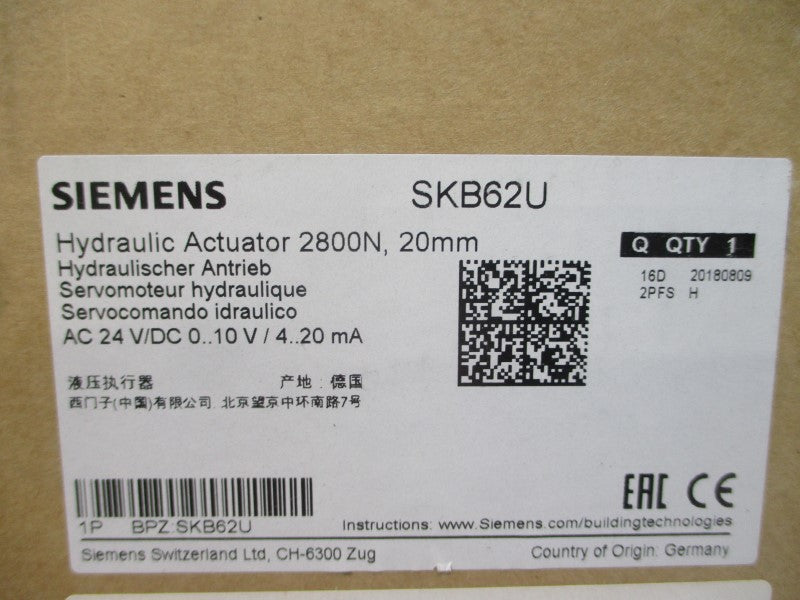 SIEMENS SKB62U
Hydraulic Actuator 2800N, 20mm
Hydraulischer Antrieb
Servomoteur hydraulique
Servocomando idraulico
AC 24 V/DC 0..10 V / 4..20 mA
Q QTY 1
16D 20180809
2PFS H
液压执行器 产地: 德国
西门子(中国)有限公司. 北京望京中环南路7号
EAC CE
1P BPZ:SKB62U
Instructions: www.Siemens.com/buildingtechnologies
Siemens Switzerland Ltd, CH-6300 Zug
Country of Origin: Germany